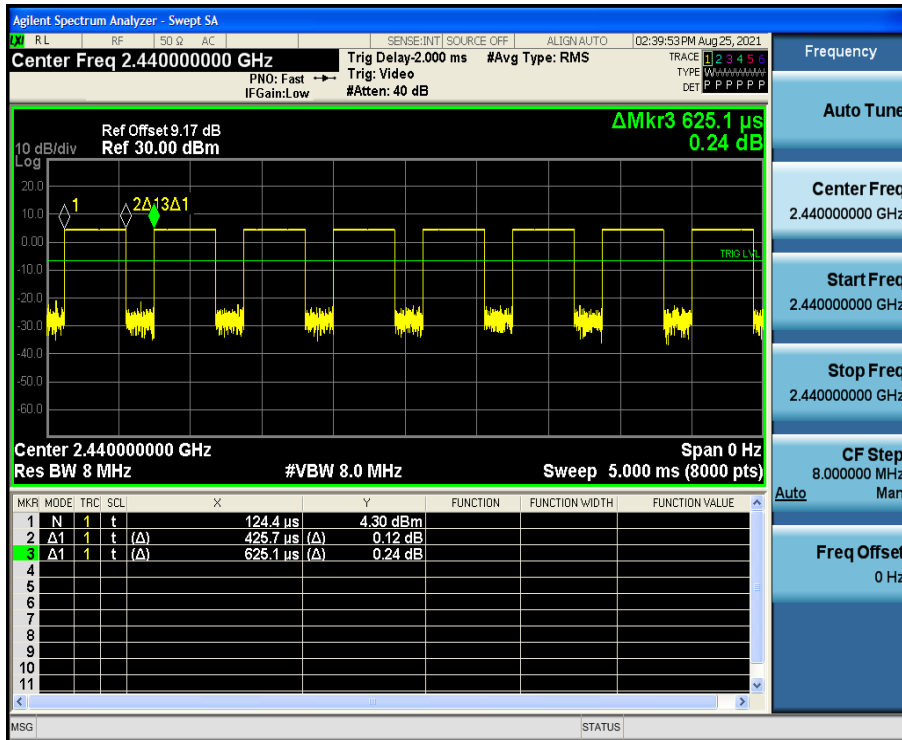 Agilent Spectrum Analyzer - Swept SA
LXI RL RF 50 Ω AC SENSE:INT SOURCE OFF ALIGNAUTO 02:39:53 PM Aug 25, 2021
Center Freq 2.440000000 GHz
PNO: Fast
IFGain:Low
Trig Delay-2.000 ms #Avg Type: RMS
Trig: Video
#Atten: 40 dB
TRACE 1 2 3 4 5 6
TYPE
DET P P P P P P
ΔMkr3 625.1 µs
0.24 dB
Ref Offset 9.17 dB
10 dB/div Ref 30.00 dBm
Log
20.0
10.0
0.00
-10.0
-20.0
-30.0
-40.0
-50.0
-60.0
1
2Δ1
3Δ1
TRIG LVL
Center 2.440000000 GHz Span 0 Hz
Res BW 8 MHz #VBW 8.0 MHz Sweep 5.000 ms (8000 pts)
MKR MODE TRC SCL X Y FUNCTION FUNCTION WIDTH FUNCTION VALUE
1 N 1 t 124.4 µs 4.30 dBm
2 Δ1 1 t (Δ) 425.7 µs (Δ) 0.12 dB
3 Δ1 1 t (Δ) 625.1 µs (Δ) 0.24 dB
4
5
6
7
8
9
10
11
MSG STATUS
Frequency
Auto Tune
Center Freq
2.440000000 GHz
Start Freq
2.440000000 GHz
Stop Freq
2.440000000 GHz
CF Step
8.000000 MHz
Auto Man
Freq Offset
0 Hz